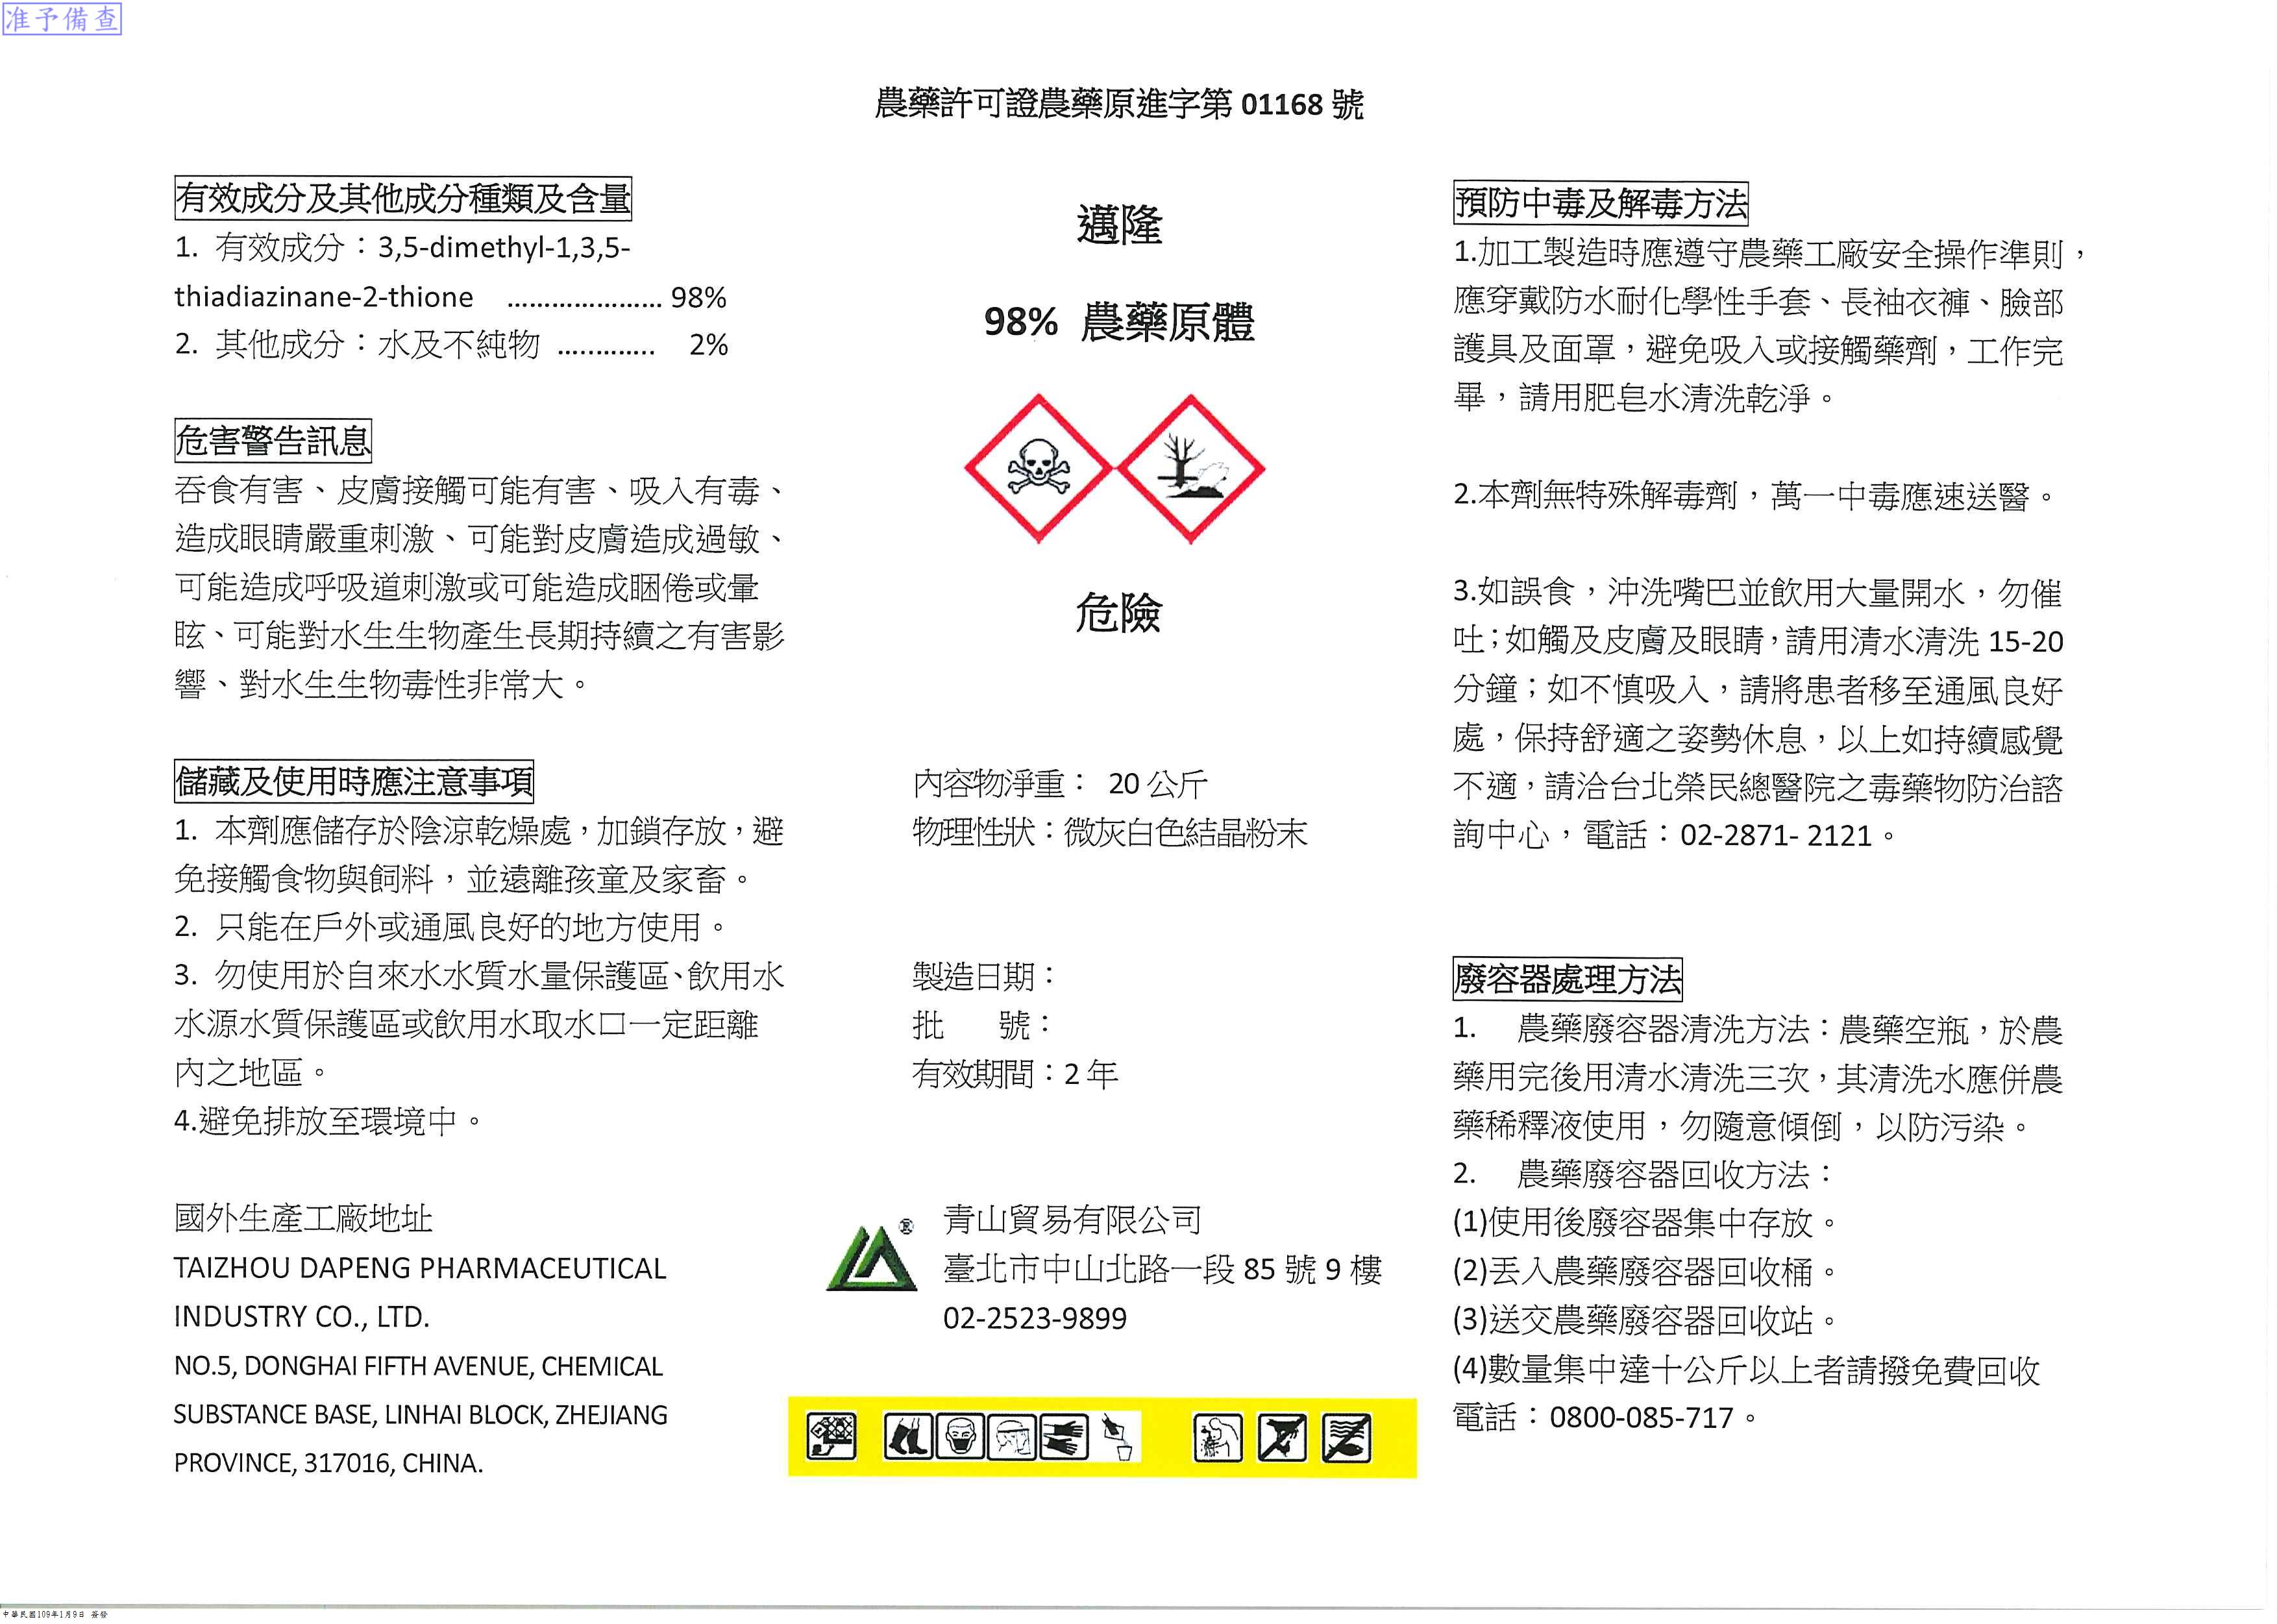 准予備查
農藥許可證農藥原進字第 01168 號
有效成分及其他成分種類及含量
1. 有效成分：3,5-dimethyl-1,3,5-
thiadiazinane-2-thione ..................... 98%
2. 其他成分：水及不純物 ............. 2%
危害警告訊息
吞食有害、皮膚接觸可能有害、吸入有毒、
造成眼睛嚴重刺激、可能對皮膚造成過敏、
可能造成呼吸道刺激或可能造成睏倦或暈
眩、可能對水生生物產生長期持續之有害影
響、對水生生物毒性非常大。
儲藏及使用時應注意事項
1. 本劑應儲存於陰涼乾燥處，加鎖存放，避
免接觸食物與飼料，並遠離孩童及家畜。
2. 只能在戶外或通風良好的地方使用。
3. 勿使用於自來水水質水量保護區、飲用水
水源水質保護區或飲用水取水口一定距離
內之地區。
4.避免排放至環境中。
國外生產工廠地址
TAIZHOU DAPENG PHARMACEUTICAL
INDUSTRY CO., LTD.
NO.5, DONGHAI FIFTH AVENUE, CHEMICAL
SUBSTANCE BASE, LINHAI BLOCK, ZHEJIANG
PROVINCE, 317016, CHINA.
邁隆
98% 農藥原體
危險
內容物淨重： 20 公斤
物理性狀：微灰白色結晶粉末
製造日期：
批 號：
有效期間：2 年
®
青山貿易有限公司
臺北市中山北路一段 85 號 9 樓
02-2523-9899
預防中毒及解毒方法
1.加工製造時應遵守農藥工廠安全操作準則，
應穿戴防水耐化學性手套、長袖衣褲、臉部
護具及面罩，避免吸入或接觸藥劑，工作完
畢，請用肥皂水清洗乾淨。
2.本劑無特殊解毒劑，萬一中毒應速送醫。
3.如誤食，沖洗嘴巴並飲用大量開水，勿催
吐；如觸及皮膚及眼睛，請用清水清洗 15-20
分鐘；如不慎吸入，請將患者移至通風良好
處，保持舒適之姿勢休息，以上如持續感覺
不適，請洽台北榮民總醫院之毒藥物防治諮
詢中心，電話：02-2871- 2121。
廢容器處理方法
1. 農藥廢容器清洗方法：農藥空瓶，於農
藥用完後用清水清洗三次，其清洗水應併農
藥稀釋液使用，勿隨意傾倒，以防污染。
2. 農藥廢容器回收方法：
(1)使用後廢容器集中存放。
(2)丟入農藥廢容器回收桶。
(3)送交農藥廢容器回收站。
(4)數量集中達十公斤以上者請撥免費回收
電話：0800-085-717。
中華民國109年1月9日 簽發